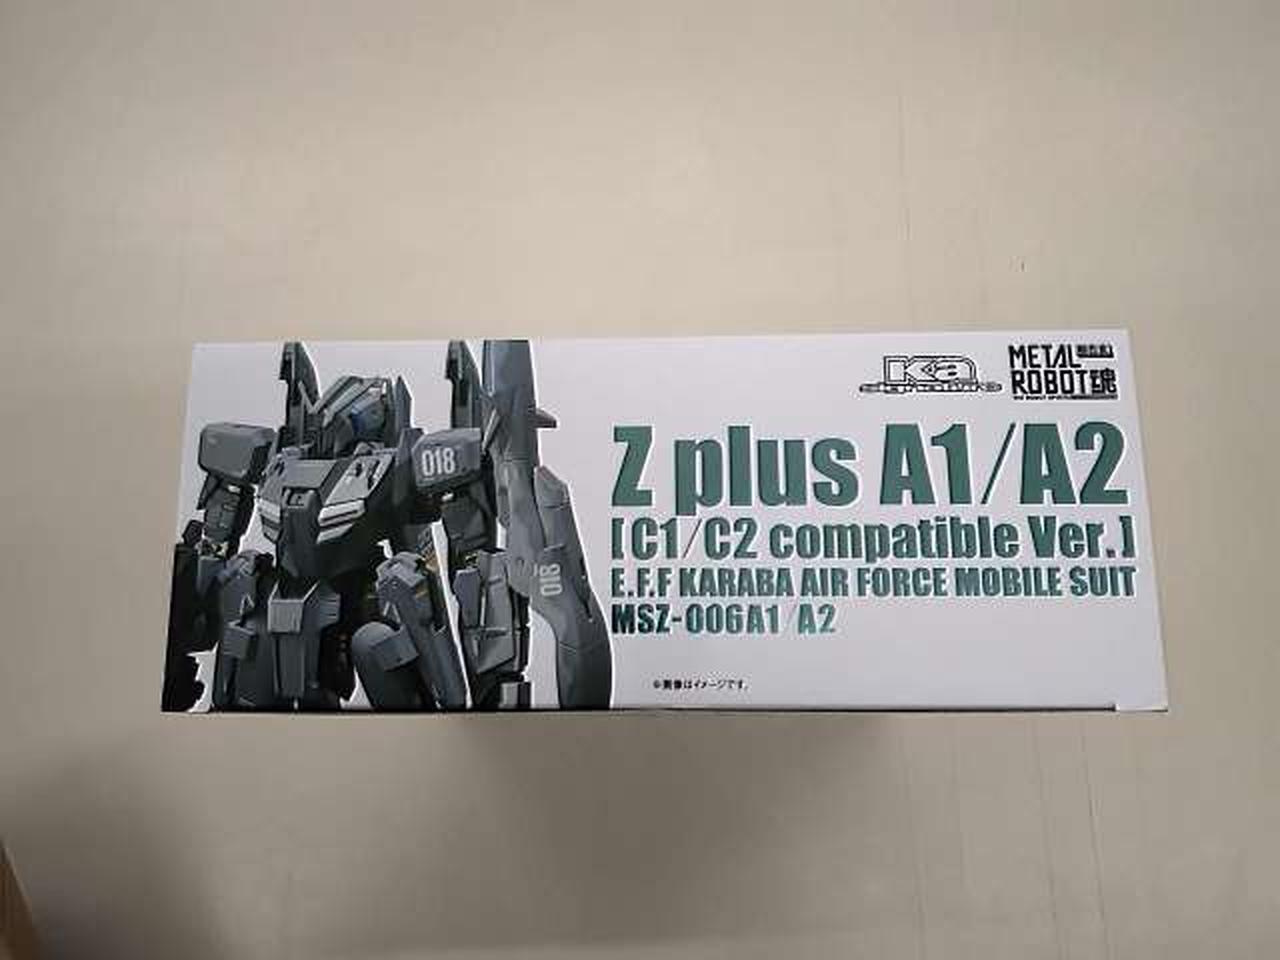 Ka
METAL
ROBOT魂
Z plus A1/A2
[C1/C2 compatible Ver.]
E.F.F KARABA AIR FORCE MOBILE SUIT
MSZ-006A1/A2
018
018
※画像はイメージです。